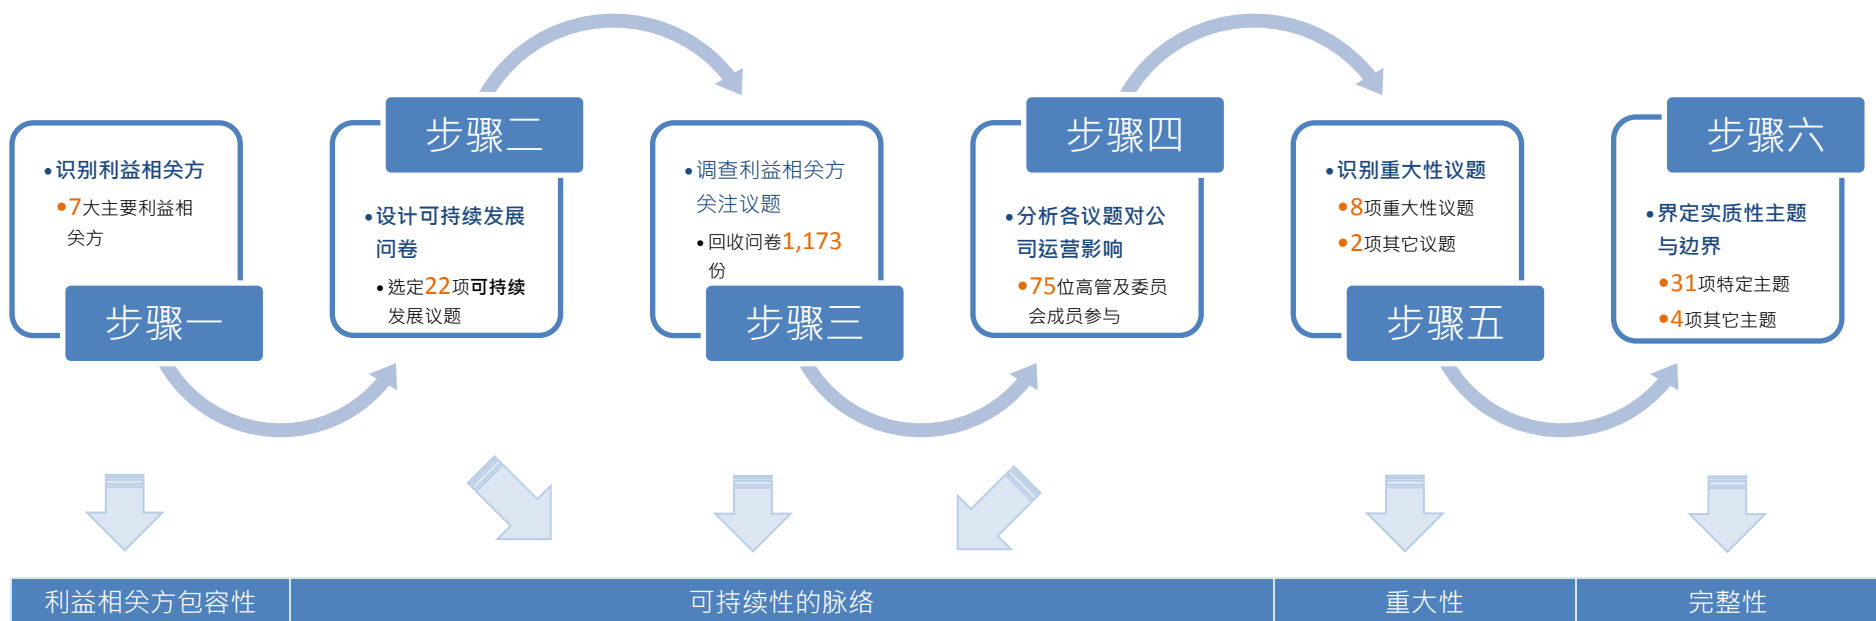 • 识别利益相关方
• 7大主要利益相
关方
步骤一
步骤二
• 设计可持续发展
问卷
• 选定22项可持续
发展议题
• 调查利益相关方
关注议题
• 回收问卷1,173
份
步骤三
步骤四
• 分析各议题对公
司运营影响
• 75位高管及委员
会成员参与
• 识别重大性议题
• 8项重大性议题
• 2项其它议题
步骤五
步骤六
• 界定实质性主题
与边界
• 31项特定主题
• 4项其它主题
利益相关方包容性
可持续性的脉络
重大性
完整性